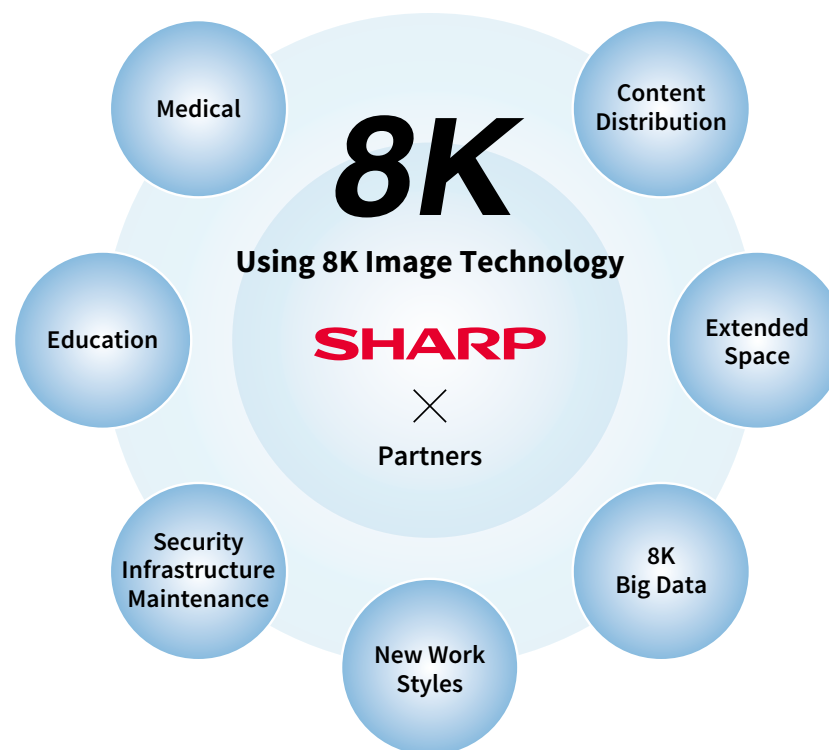 Medical
Content
Distribution
8K
Using 8K Image Technology
Education
SHARP
Extended
Space
×
Partners
Security
Infrastructure
Maintenance
8K
Big Data
New Work
Styles